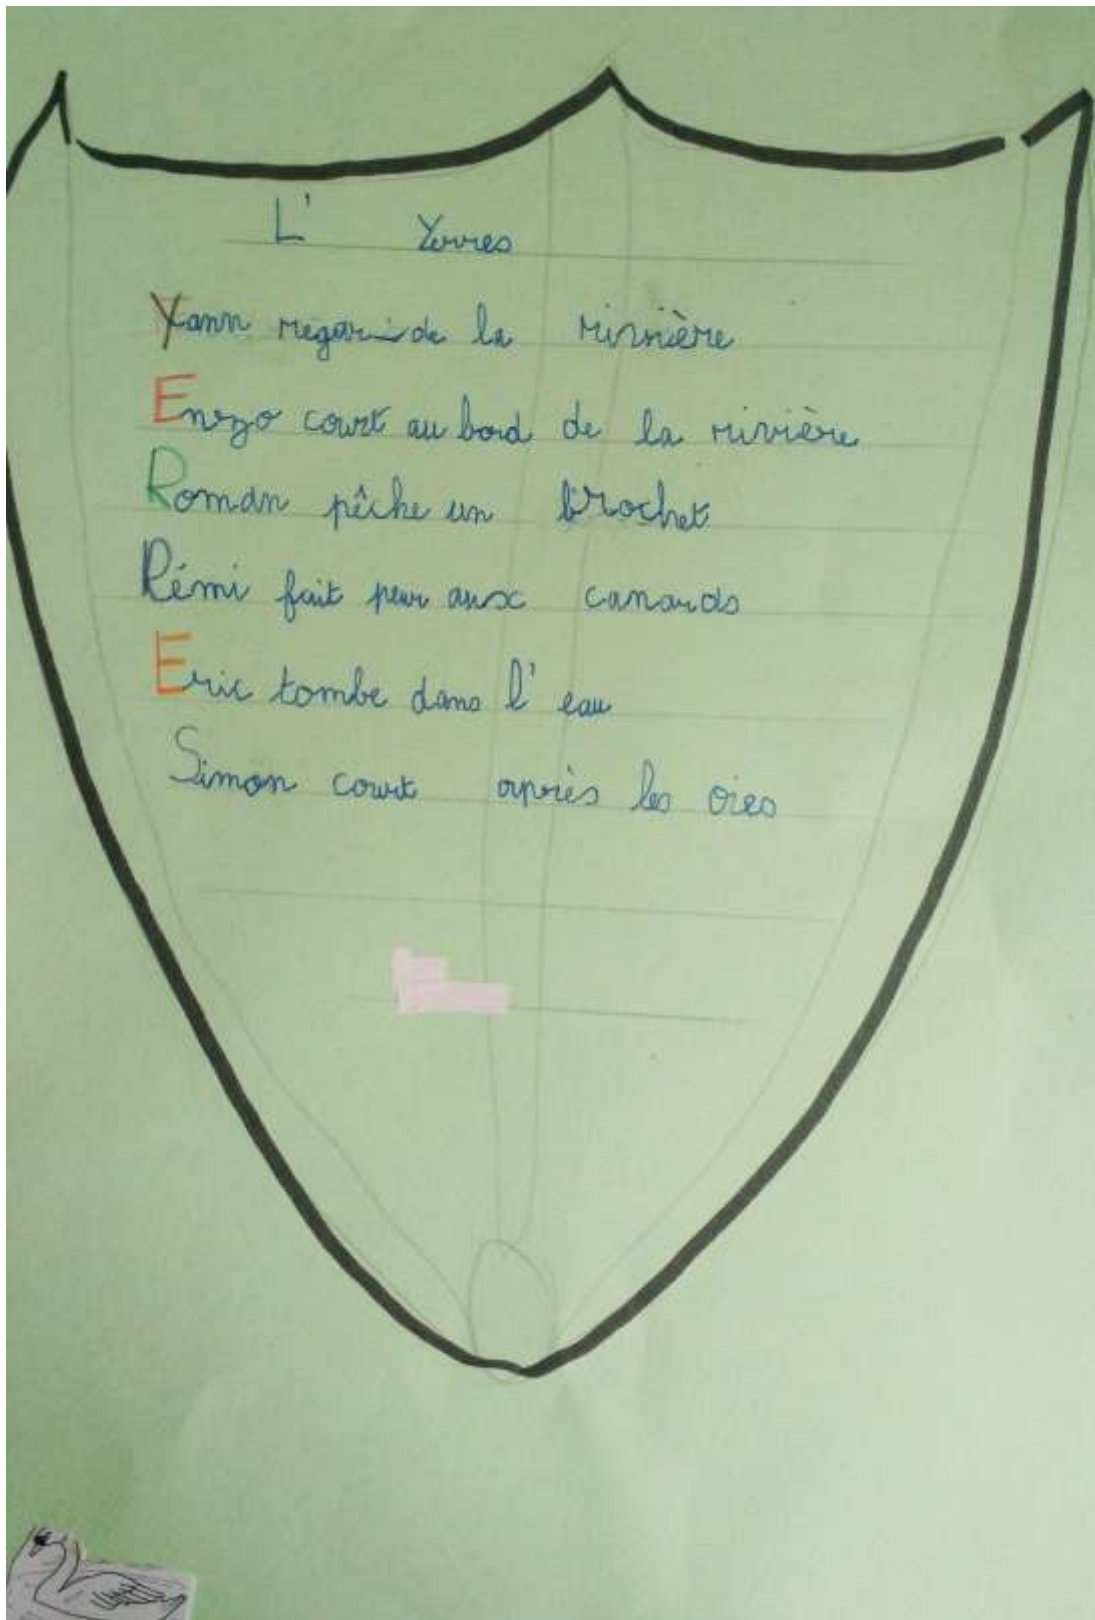 L' Yerres
Yann regarde la rivière
Enzo court au bord de la rivière
Roman pêche un brochet
Rémi fait peur aux canards
Eric tombe dans l'eau
Simon court après les oies